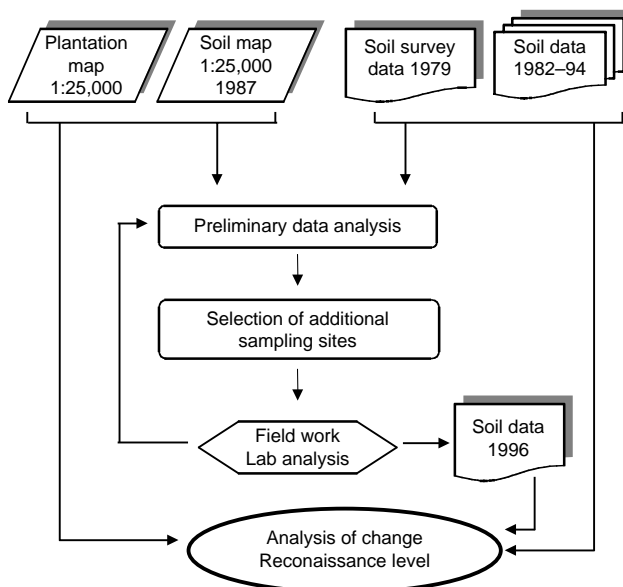 Plantation
map
1:25,000
Soil map
1:25,000
1987
Soil survey
data 1979
Soil data
1982–94
Preliminary data analysis
Selection of additional
sampling sites
Field work
Lab analysis
Soil data
1996
Analysis of change
Reconaissance level